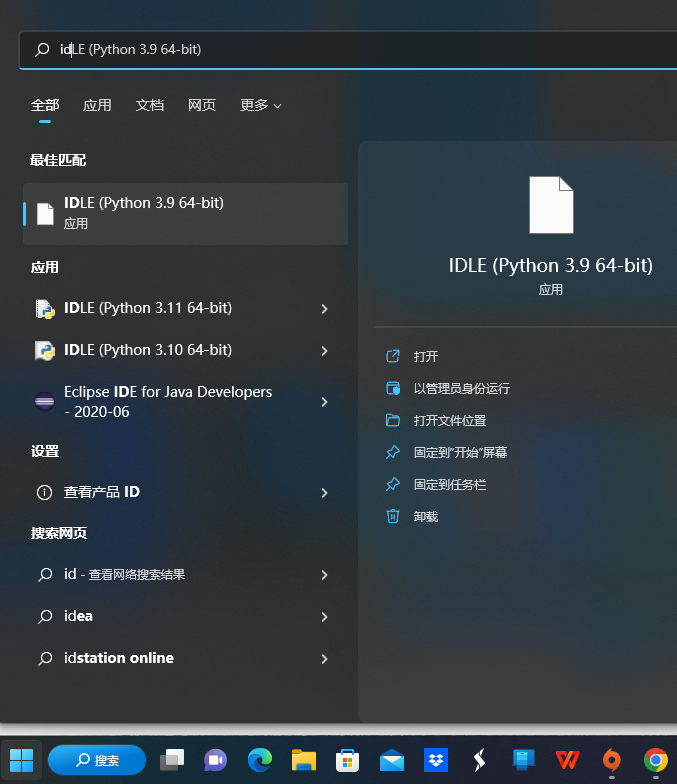 idLE (Python 3.9 64-bit)
全部 应用 文档 网页 更多
最佳匹配
IDLE (Python 3.9 64-bit)
应用
应用
IDLE (Python 3.11 64-bit)
IDLE (Python 3.10 64-bit)
Eclipse IDE for Java Developers
- 2020-06
设置
查看产品 ID
搜索网页
id - 查看网络搜索结果
idea
idstation online
IDLE (Python 3.9 64-bit)
应用
打开
以管理员身份运行
打开文件位置
固定到"开始"屏幕
固定到任务栏
卸载
搜索